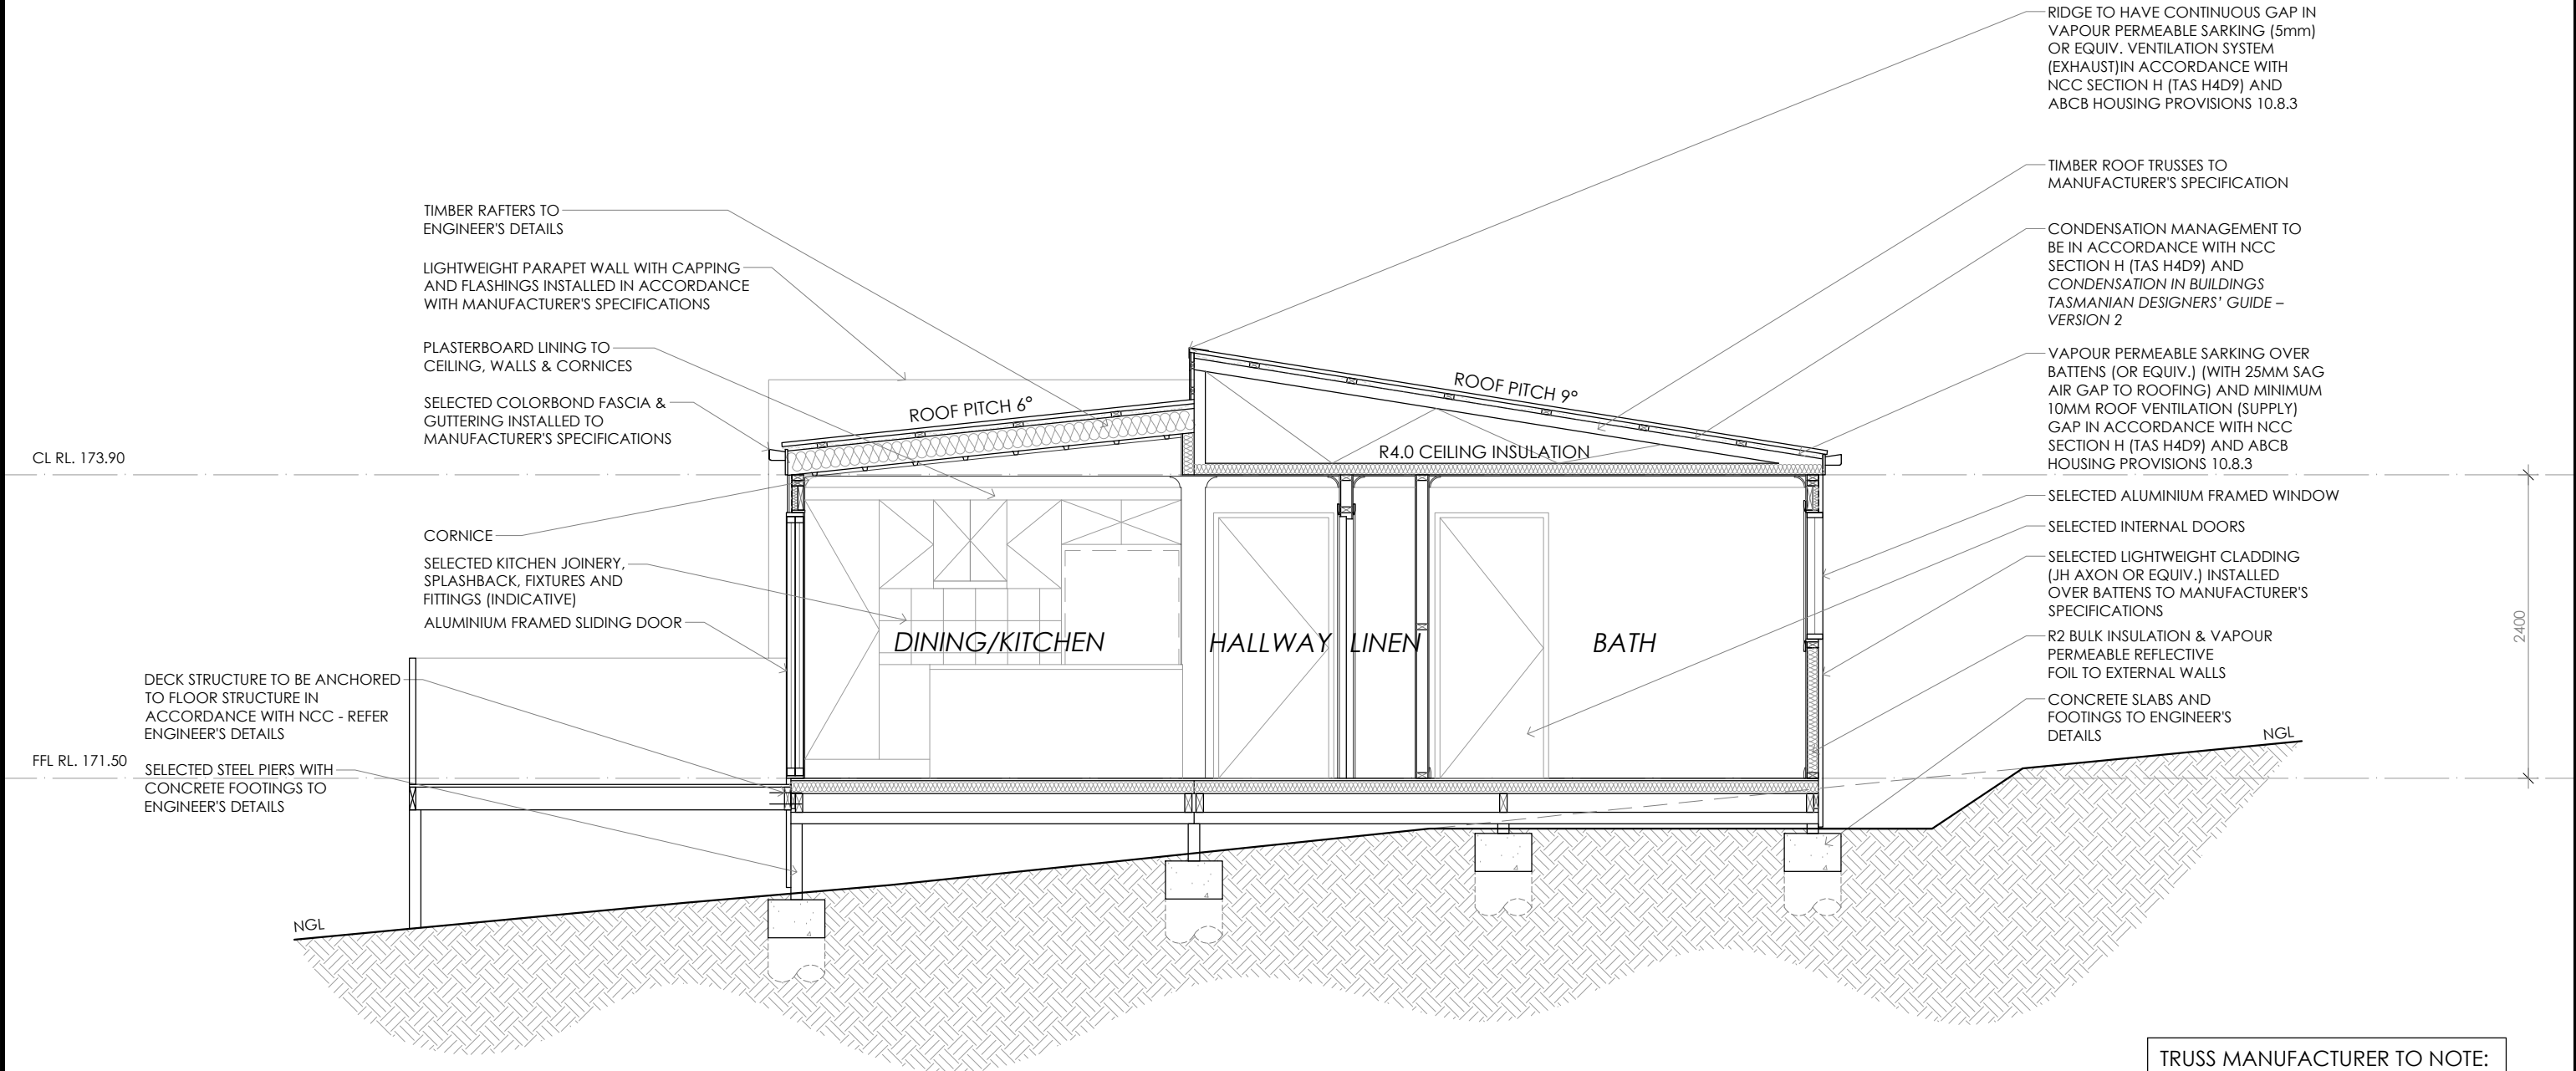 RIDGE TO HAVE CONTINUOUS GAP IN
VAPOUR PERMEABLE SARKING (5mm)
OR EQUIV. VENTILATION SYSTEM
(EXHAUST)IN ACCORDANCE WITH
NCC SECTION H (TAS H4D9) AND
ABCB HOUSING PROVISIONS 10.8.3
TIMBER ROOF TRUSSES TO
MANUFACTURER'S SPECIFICATION
CONDENSATION MANAGEMENT TO
BE IN ACCORDANCE WITH NCC
SECTION H (TAS H4D9) AND
CONDENSATION IN BUILDINGS
TASMANIAN DESIGNERS' GUIDE –
VERSION 2
VAPOUR PERMEABLE SARKING OVER
BATTENS (OR EQUIV.) (WITH 25MM SAG
AIR GAP TO ROOFING) AND MINIMUM
10MM ROOF VENTILATION (SUPPLY)
GAP IN ACCORDANCE WITH NCC
SECTION H (TAS H4D9) AND ABCB
HOUSING PROVISIONS 10.8.3
SELECTED ALUMINIUM FRAMED WINDOW
SELECTED INTERNAL DOORS
SELECTED LIGHTWEIGHT CLADDING
(JH AXON OR EQUIV.) INSTALLED
OVER BATTENS TO MANUFACTURER'S
SPECIFICATIONS
R2 BULK INSULATION & VAPOUR
PERMEABLE REFLECTIVE
FOIL TO EXTERNAL WALLS
CONCRETE SLABS AND
FOOTINGS TO ENGINEER'S
DETAILS
TIMBER RAFTERS TO
ENGINEER'S DETAILS
LIGHTWEIGHT PARAPET WALL WITH CAPPING
AND FLASHINGS INSTALLED IN ACCORDANCE
WITH MANUFACTURER'S SPECIFICATIONS
PLASTERBOARD LINING TO
CEILING, WALLS & CORNICES
SELECTED COLORBOND FASCIA &
GUTTERING INSTALLED TO
MANUFACTURER'S SPECIFICATIONS
CORNICE
SELECTED KITCHEN JOINERY,
SPLASHBACK, FIXTURES AND
FITTINGS (INDICATIVE)
ALUMINIUM FRAMED SLIDING DOOR
DECK STRUCTURE TO BE ANCHORED
TO FLOOR STRUCTURE IN
ACCORDANCE WITH NCC - REFER
ENGINEER'S DETAILS
SELECTED STEEL PIERS WITH
CONCRETE FOOTINGS TO
ENGINEER'S DETAILS
CL RL. 173.90
FFL RL. 171.50
ROOF PITCH 6°
ROOF PITCH 9°
R4.0 CEILING INSULATION
DINING/KITCHEN
HALLWAY
LINEN
BATH
2400
NGL
NGL
TRUSS MANUFACTURER TO NOTE: